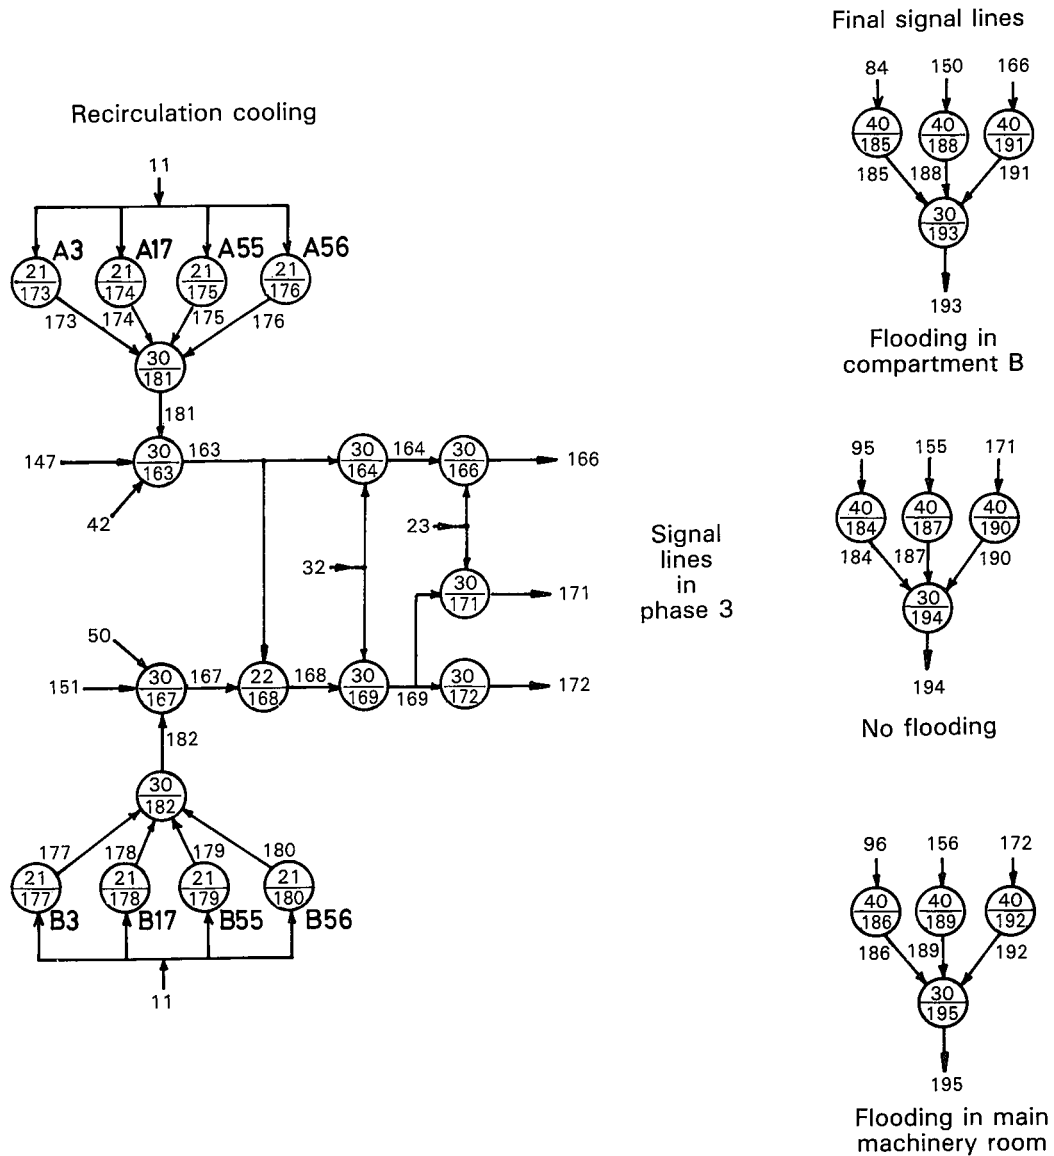 Final signal lines
84 150 166
40 40 40
185 188 191
185 188 191
30
193
193
Flooding in
compartment B
Recirculation cooling
11
A3 A17 A55 A56
21 21 21 21
173 174 175 176
173 174 175 176
30
181
181
147 30 163 30 164 30 166
163 164 166
42
23
32
30 171
171
50
151 30 167 22 168 30 169 30 172
167 168 169 172
182
30
182
177 178 179 180
21 21 21 21
177 178 179 180
B3 B17 B55 B56
11
Signal
lines
in
phase 3
95 155 171
40 40 40
184 187 190
184 187 190
30
194
194
No flooding
96 156 172
40 40 40
186 189 192
186 189 192
30
195
195
Flooding in main
machinery room